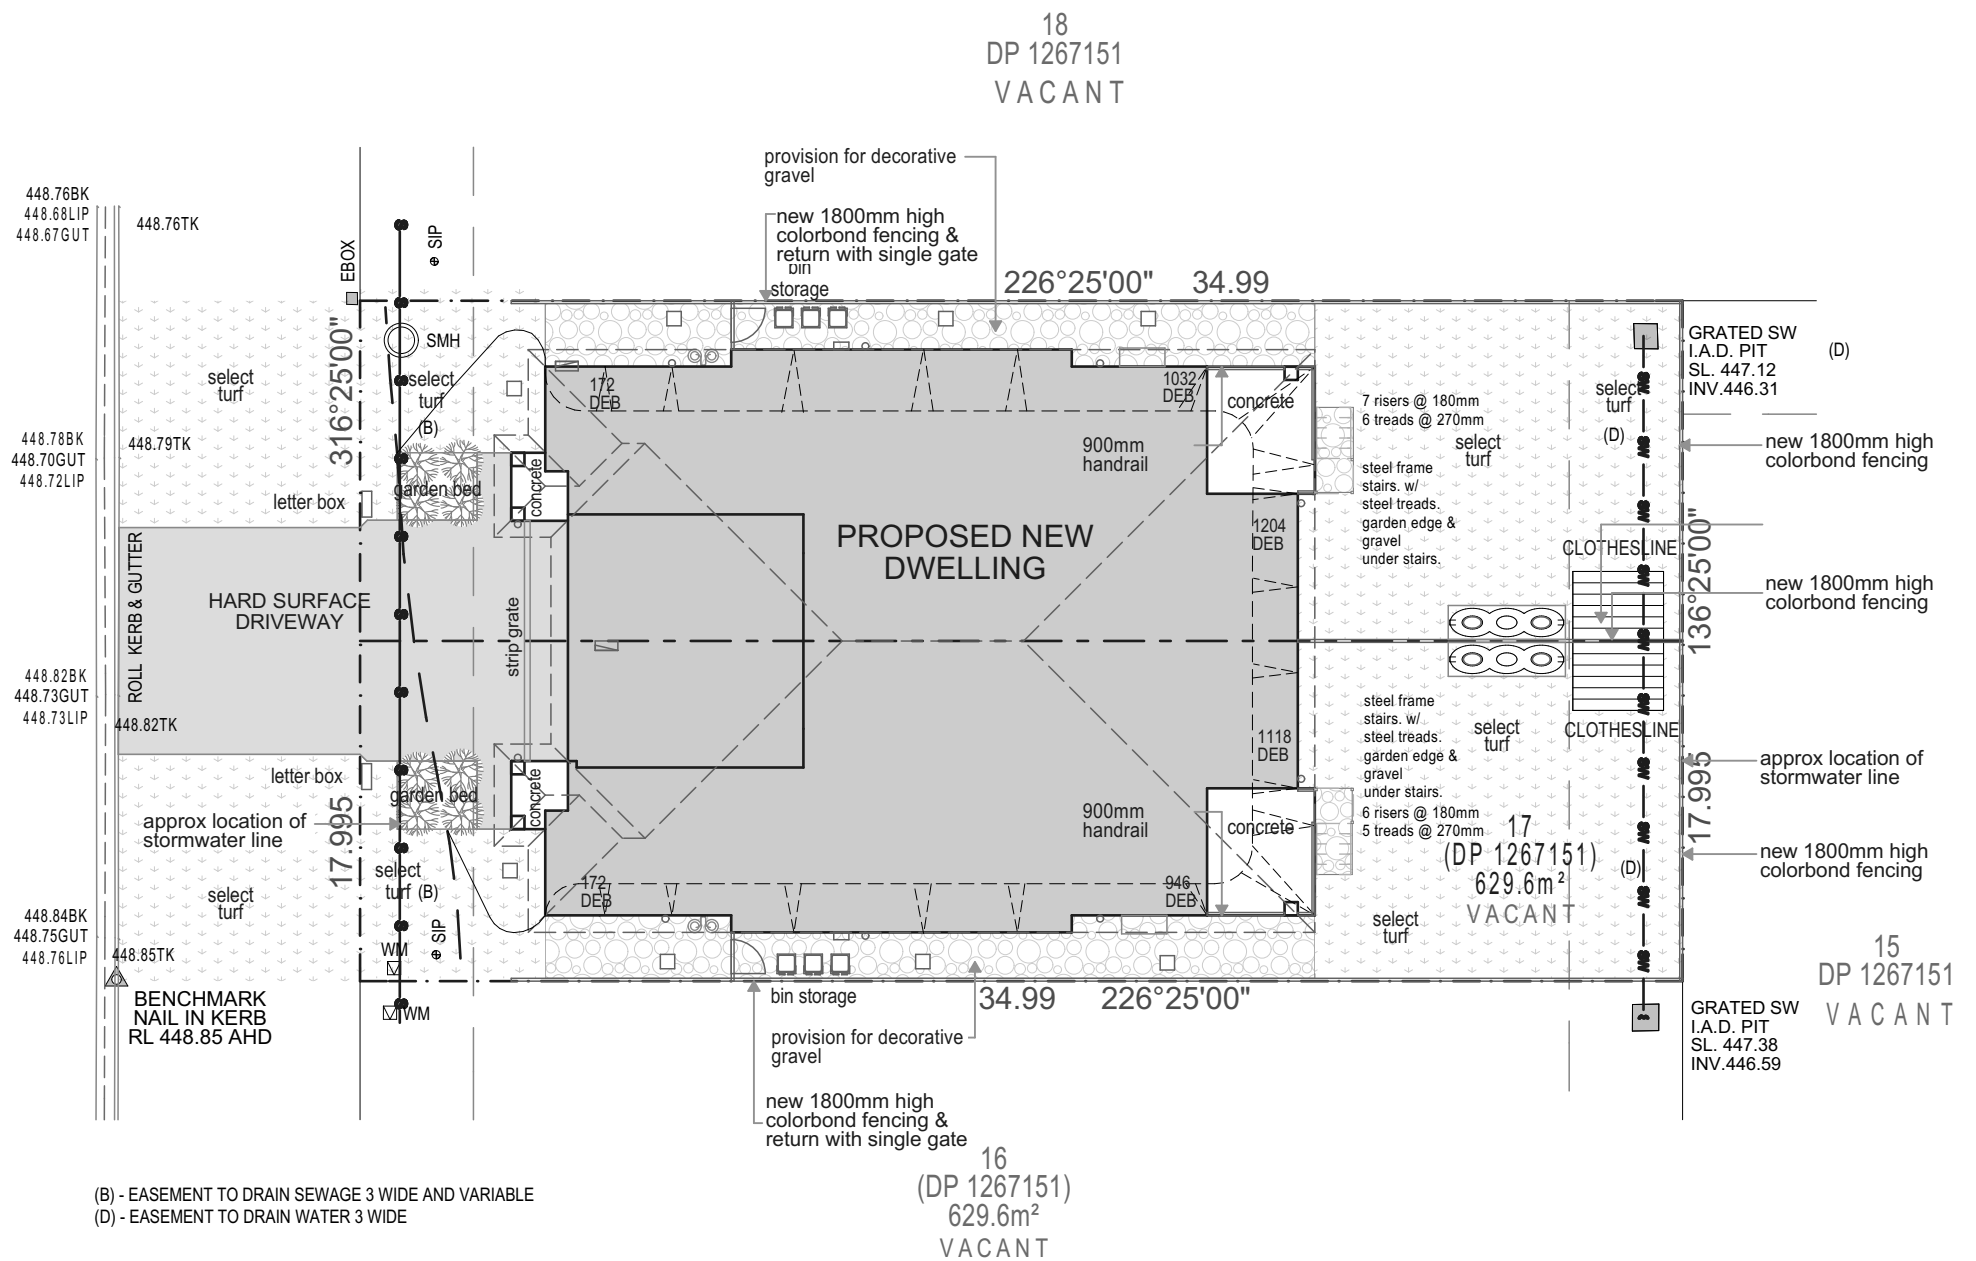 18
DP 1267151
VACANT
provision for decorative
gravel
new 1800mm high
colorbond fencing &
return with single gate
bin
storage
226°25'00" 34.99
448.76BK
448.68LIP
448.67GUT
448.76TK
EBOX
SIP
SMH
316°25'00"
select
turf
select
turf
(B)
172
DEB
1032
DEB
concrete
7 risers @ 180mm
6 treads @ 270mm
select
turf
select
turf
(D)
GRATED SW
I.A.D. PIT
SL. 447.12
INV.446.31
(D)
448.78BK
448.70GUT
448.72LIP
448.79TK
letter box
garden bed
concrete
900mm
handrail
steel frame
stairs. w/
steel treads.
garden edge &
gravel
under stairs.
new 1800mm high
colorbond fencing
PROPOSED NEW
DWELLING
1204
DEB
CLOTHESLINE
136°25'00"
new 1800mm high
colorbond fencing
ROLL KERB & GUTTER
HARD SURFACE
DRIVEWAY
strip grate
SW
SW
SW
SW
SW
SW
SW
SW
SW
SW
448.82BK
448.73GUT
448.73LIP
448.82TK
letter box
garden bed
concrete
1118
DEB
steel frame
stairs. w/
steel treads.
garden edge &
gravel
under stairs.
select
turf
CLOTHESLINE
approx location of
stormwater line
17.995
approx location of
stormwater line
17.995
900mm
handrail
concrete
6 risers @ 180mm
5 treads @ 270mm
17
(DP 1267151)
629.6m²
VACANT
(D)
new 1800mm high
colorbond fencing
select
turf
select
turf (B)
172
DEB
946
DEB
select
turf
448.84BK
448.75GUT
448.76LIP
448.85TK
WM
SIP
WM
BENCHMARK
NAIL IN KERB
RL 448.85 AHD
bin storage
34.99 226°25'00"
provision for decorative
gravel
new 1800mm high
colorbond fencing &
return with single gate
15
DP 1267151
VACANT
GRATED SW
I.A.D. PIT
SL. 447.38
INV.446.59
16
(DP 1267151)
629.6m²
VACANT
(B) - EASEMENT TO DRAIN SEWAGE 3 WIDE AND VARIABLE
(D) - EASEMENT TO DRAIN WATER 3 WIDE